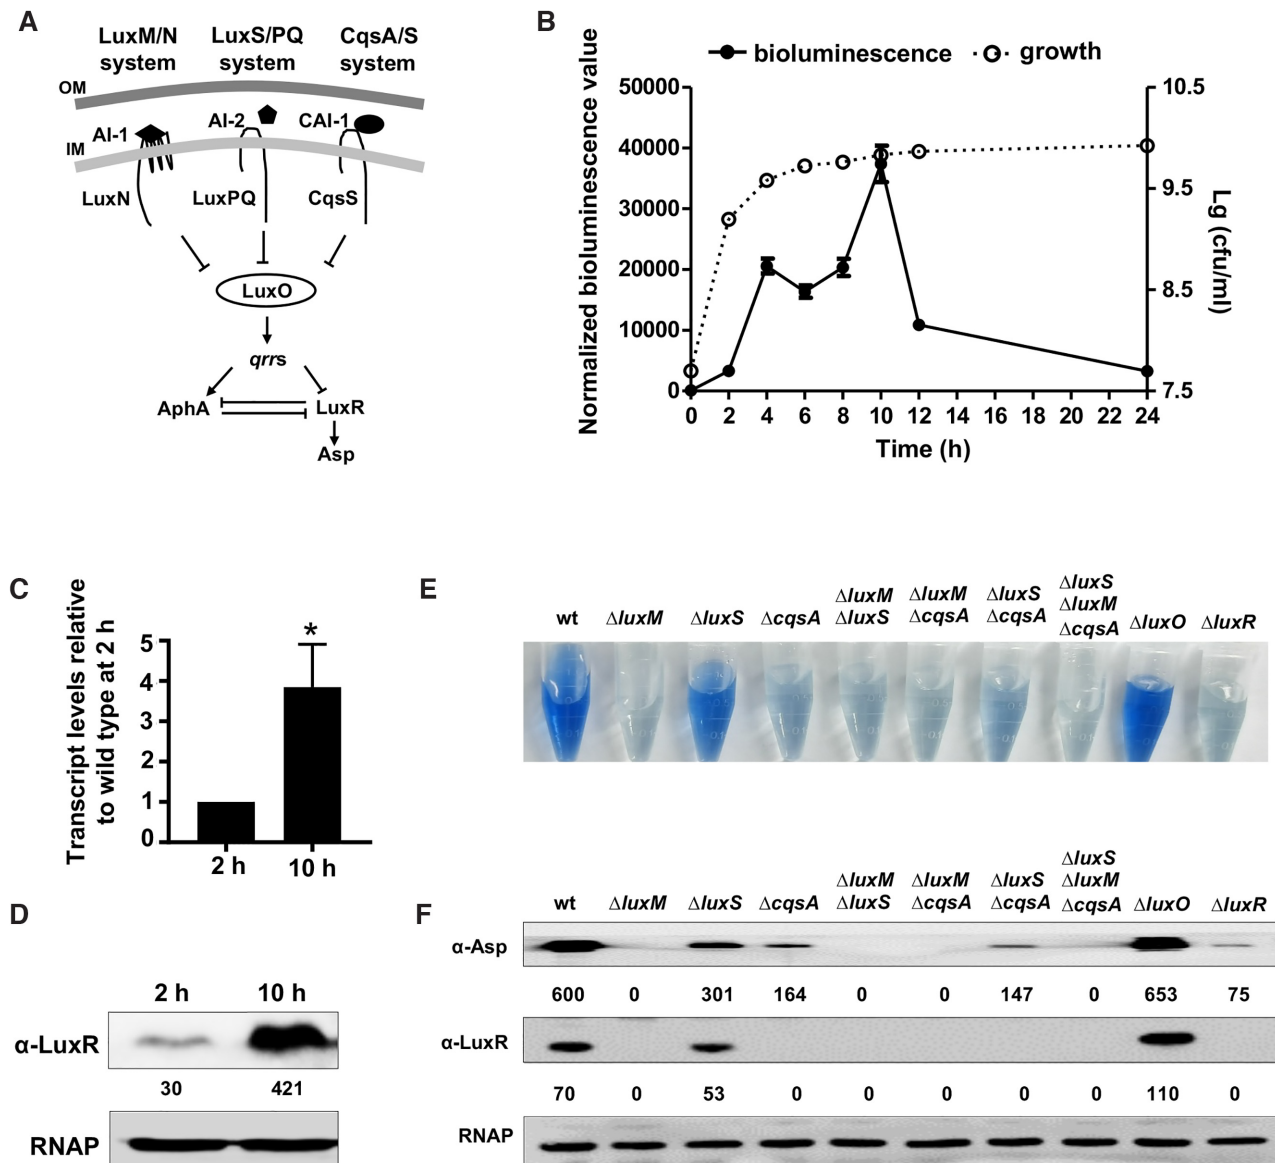 A
LuxM/N system
LuxS/PQ system
CqsA/S system
OM
IM
AI-1
AI-2
CAI-1
LuxN
LuxPQ
CqsS
LuxO
qrrs
AphA
LuxR
Asp
B
bioluminescence
growth
Normalized bioluminescence value
50000
40000
30000
20000
10000
0
10.5
9.5
8.5
7.5
Lg (cfu/ml)
0 2 4 6 8 10 12 14 16 18 20 22 24
Time (h)
C
Transcript levels relative
to wild type at 2 h
5
4
3
2
1
0
*
2 h
10 h
D
2 h 10 h
α-LuxR
30 421
RNAP
E
wt
ΔluxM
ΔluxS
ΔcqsA
ΔluxM ΔluxS
ΔluxM ΔcqsA
ΔluxS ΔcqsA
ΔluxS ΔluxM ΔcqsA
ΔluxO
ΔluxR
F
wt
ΔluxM
ΔluxS
ΔcqsA
ΔluxM ΔluxS
ΔluxM ΔcqsA
ΔluxS ΔcqsA
ΔluxS ΔluxM ΔcqsA
ΔluxO
ΔluxR
α-Asp
600 0 301 164 0 0 147 0 653 75
α-LuxR
70 0 53 0 0 0 0 0 110 0
RNAP